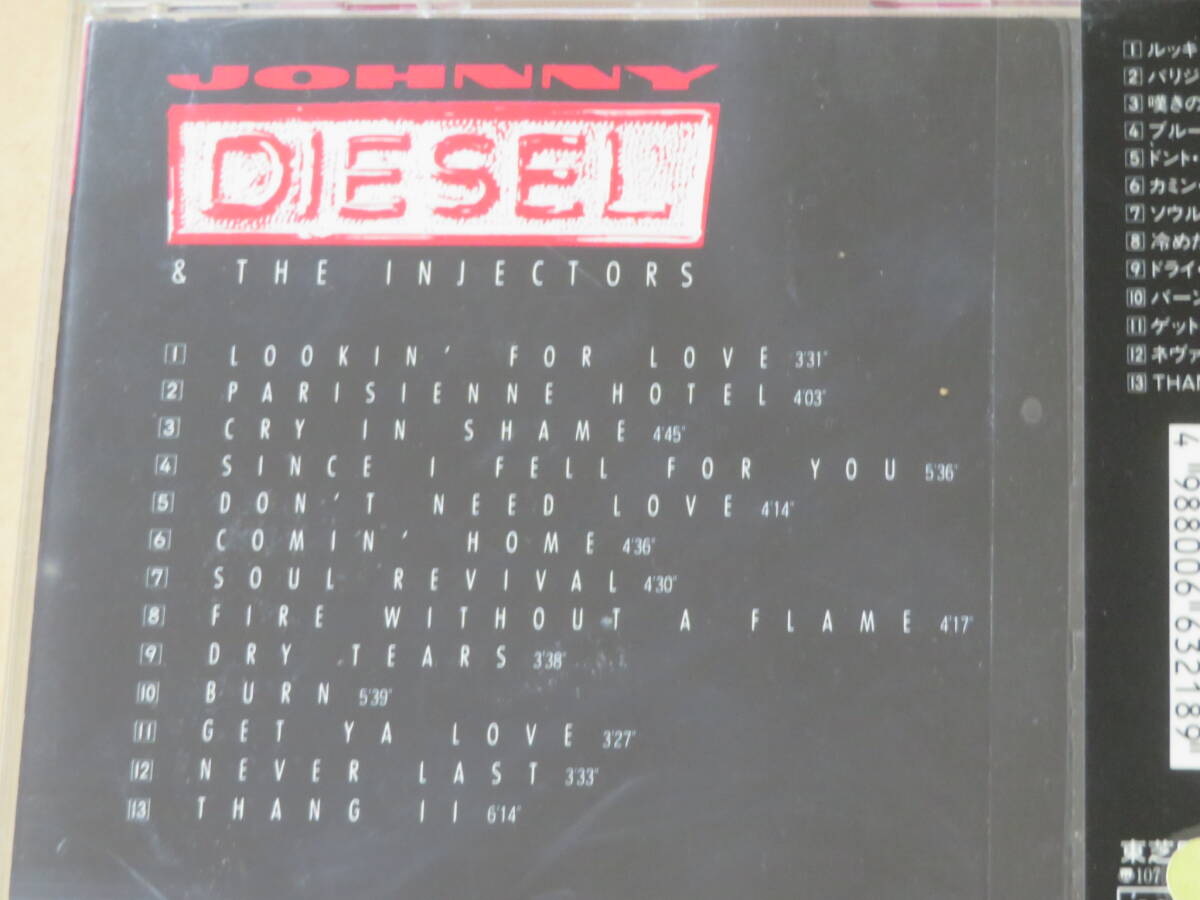 JOHNNY
DIESEL
& THE INJECTORS
1 LOOKIN' FOR LOVE 3'31"
2 PARISIENNE HOTEL 4'03"
3 CRY IN SHAME 4'45"
4 SINCE I FELL FOR YOU 5'36"
5 DON'T NEED LOVE 4'14"
6 COMIN' HOME 4'36"
7 SOUL REVIVAL 4'30"
8 FIRE WITHOUT A FLAME 4'17"
9 DRY TEARS 3'38"
10 BURN 5'39"
11 GET YA LOVE 3'27"
12 NEVER LAST 3'33"
13 THANG II 6'14"
1 ルッキ
2 パリジ
3 嘆きの
4 ブルー
5 ドント・
6 カミン
7 ソウル
8 冷めた
9 ドライ
10 バーン
11 ゲット
12 ネヴァ
13 THAN
4 988006 632189
東芝
107